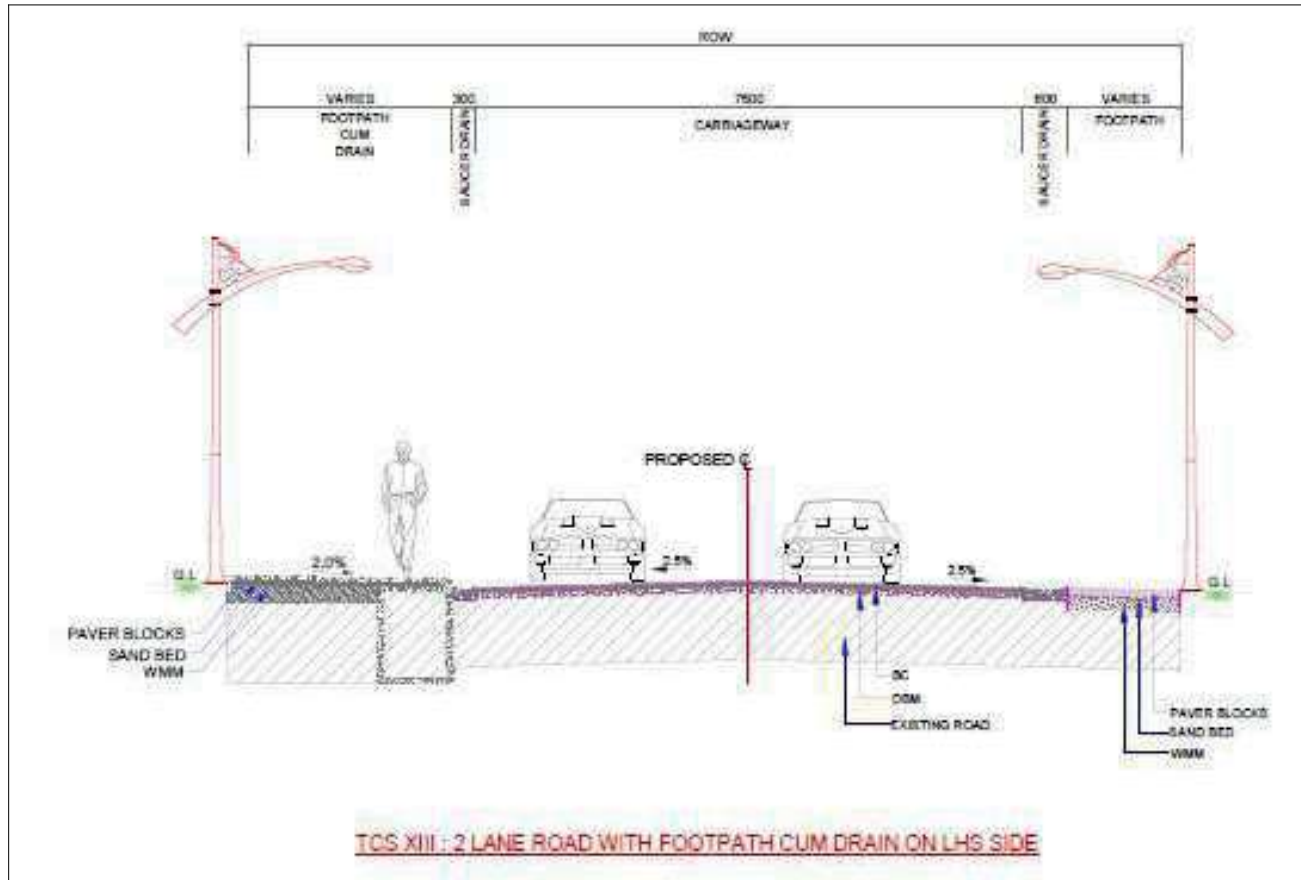 ROW
VARIES
300
7500
600
VARIES
FOOTPATH
CUM
DRAIN
SAUCER DRAIN
CARRIAGEWAY
SAUCER DRAIN
FOOTPATH
PROPOSED C
2.0%
2.5%
2.5%
G.L
G.L
PAVER BLOCKS
SAND BED
WMM
BC
DBM
EXISTING ROAD
PAVER BLOCKS
SAND BED
WMM
TCS XIII : 2 LANE ROAD WITH FOOTPATH CUM DRAIN ON LHS SIDE